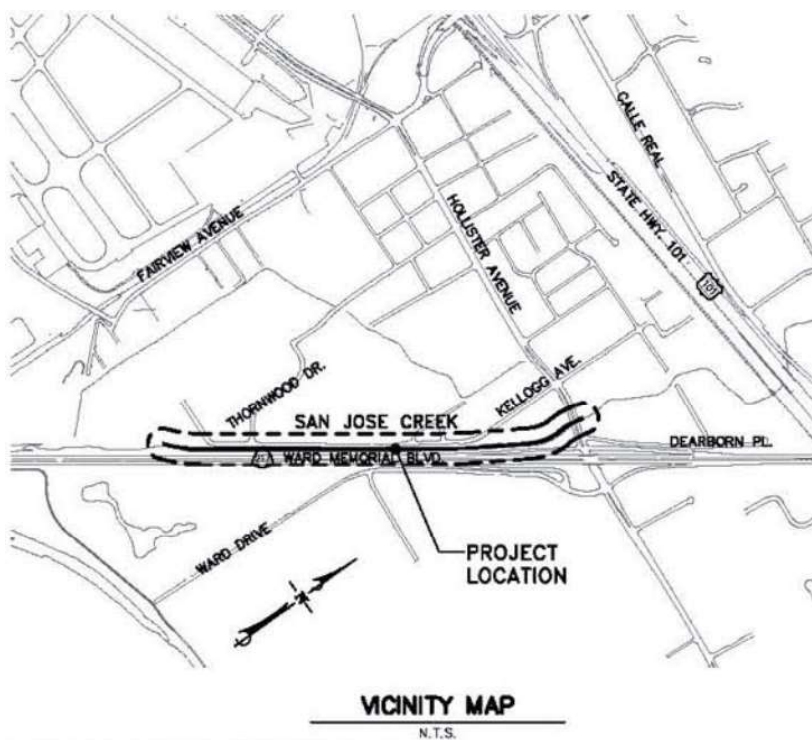 CALLE REAL
STATE HWY. 101
101
HOLLISTER AVENUE
FAIRVIEW AVENUE
THORNWOOD DR.
KELLOGG AVE.
SAN JOSE CREEK
DEARBORN PL.
WARD MEMORIAL BLVD.
WARD DRIVE
PROJECT
LOCATION
VICINITY MAP
N.T.S.